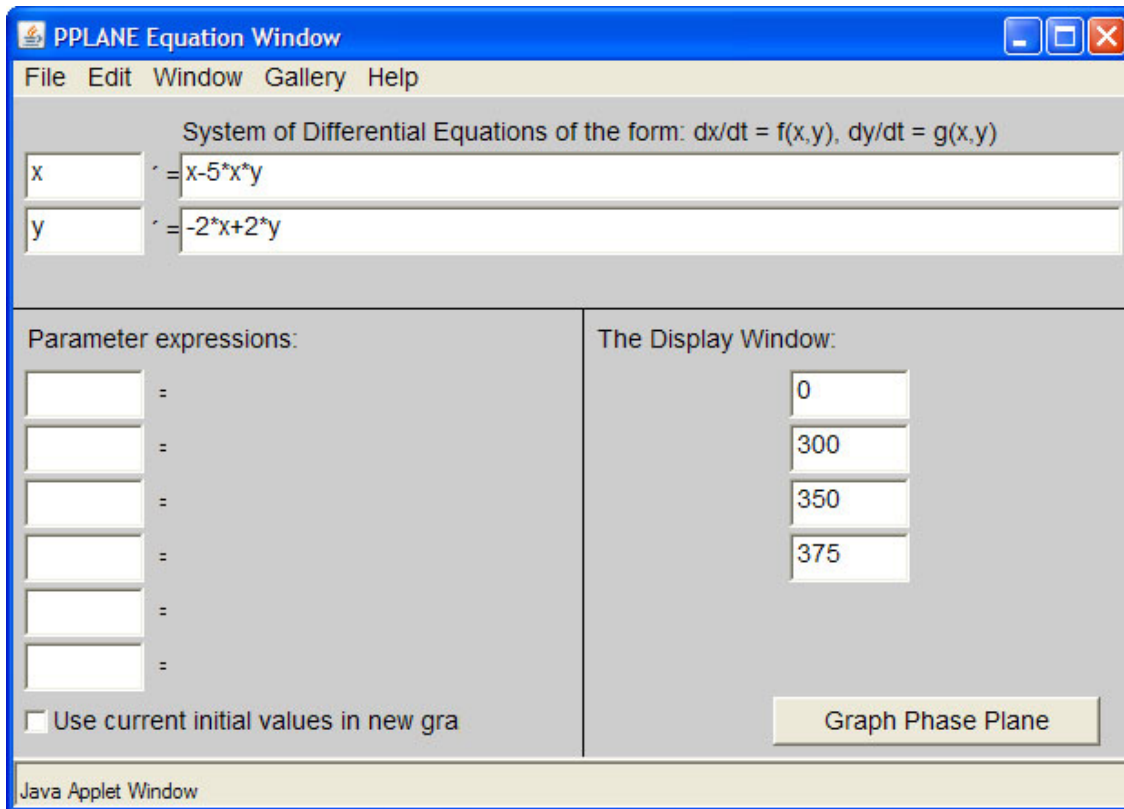 PPLANE Equation Window
File Edit Window Gallery Help
System of Differential Equations of the form: dx/dt = f(x,y), dy/dt = g(x,y)
x ´ = x-5*x*y
y ´ = -2*x+2*y
Parameter expressions:
=
=
=
=
=
=
Use current initial values in new gra
The Display Window:
0
300
350
375
Graph Phase Plane
Java Applet Window